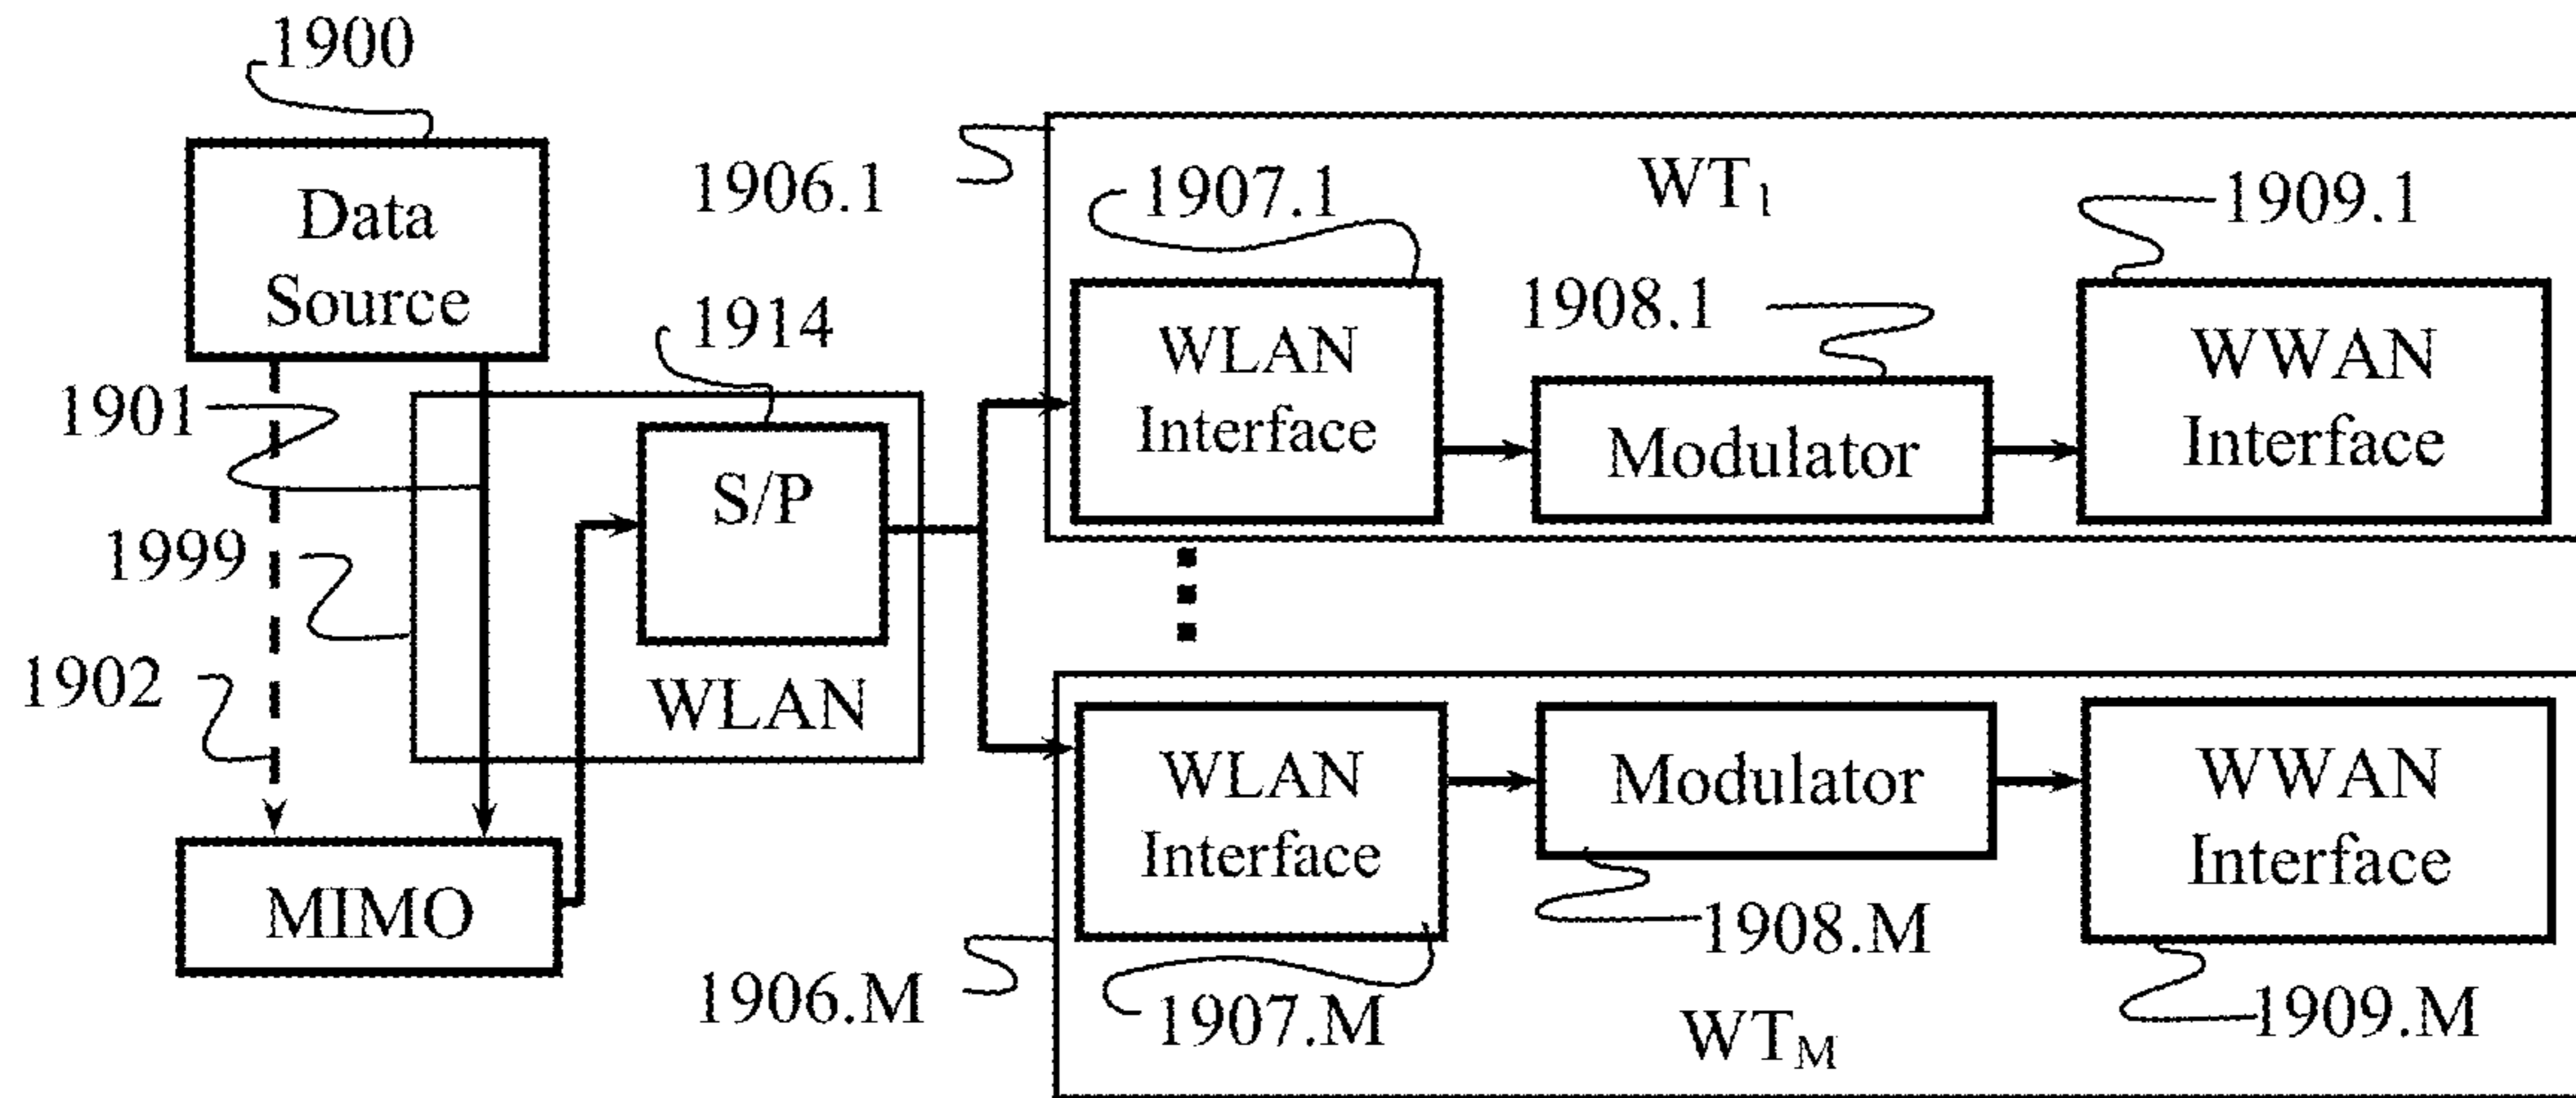 1900
Data
Source
1901
1999
1902
MIMO
1914
S/P
WLAN
1906.1
1907.1
WT1
1909.1
1908.1
WLAN
Interface
Modulator
WWAN
Interface
WLAN
Interface
Modulator
WWAN
Interface
1908.M
1906.M
1907.M
WTM
1909.M